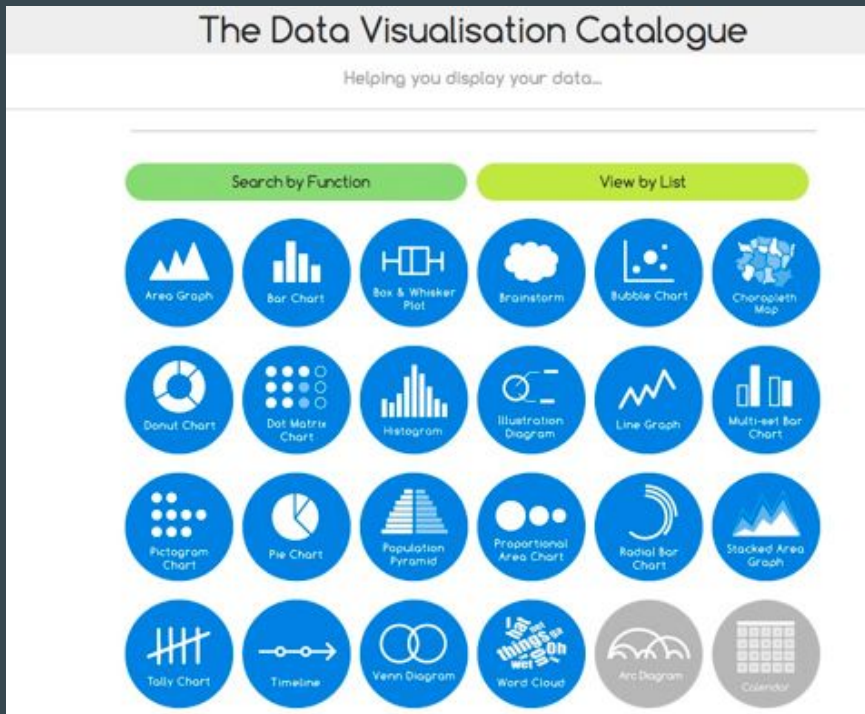 The Data Visualisation Catalogue
Helping you display your data...
Search by Function
View by List
Area Graph
Bar Chart
Box & Whisker
Plot
Brainstorm
Bubble Chart
Choropleth
Map
Donut Chart
Dot Matrix
Chart
Histogram
Illustration
Diagram
Line Graph
Multi-set Bar
Chart
Pictogram
Chart
Pie Chart
Population
Pyramid
Proportional
Area Chart
Radial Bar
Chart
Stacked Area
Graph
Tally Chart
Timeline
Venn Diagram
things
Word Cloud
Arc Diagram
Calendar